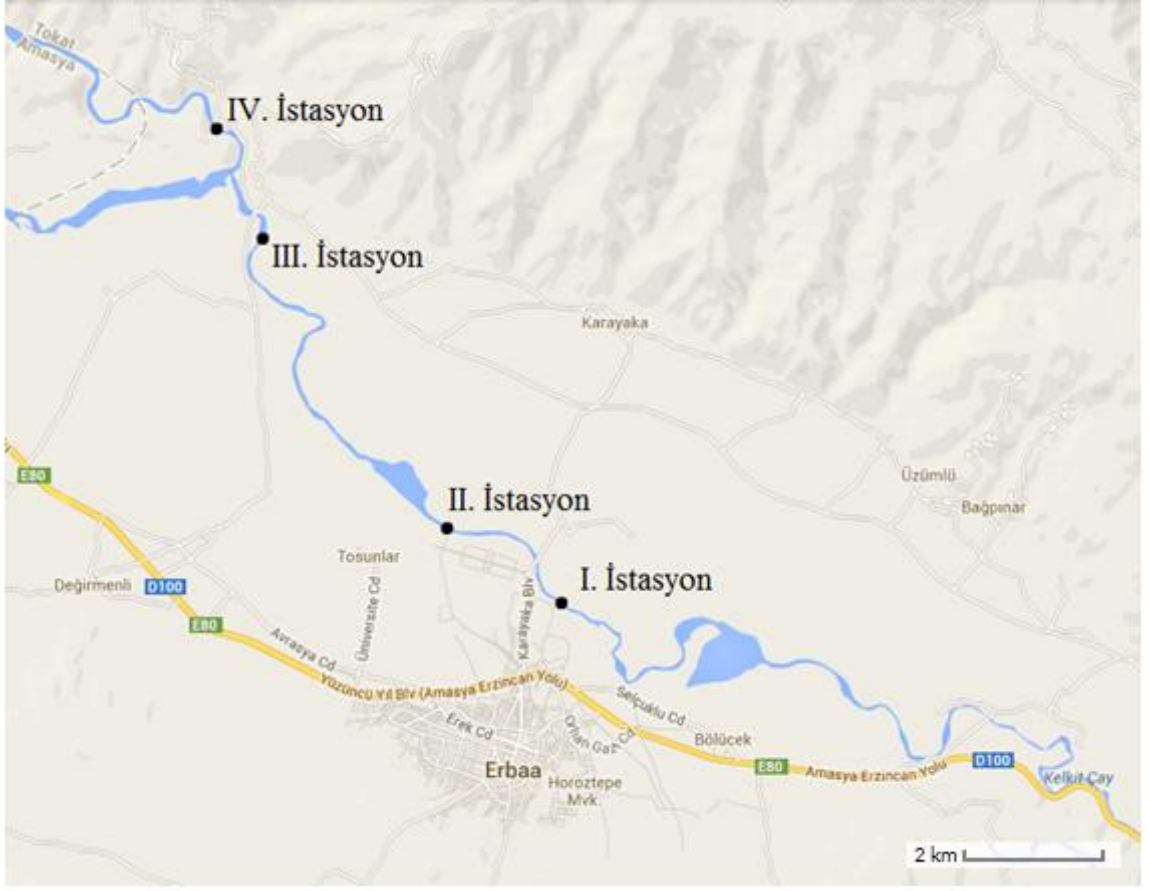 Tokat
Amasya
IV. İstasyon
III. İstasyon
Karayaka
E80
Üzümlü
II. İstasyon
Bağpınar
Tosunlar
Değirmenli
D100
I. İstasyon
Üniversite Cd
Karayaka Blv
E80
Avrasya Cd
Yüzüncü Yıl Blv (Amasya Erzincan Yolu)
Selçuklu Cd
Erek Cd
Orhan Gazi Cd
Bölücek
E80
Amasya Erzincan Yolu
D100
Kelkit Çay
Erbaa
Horoztepe
Mvk
2 km